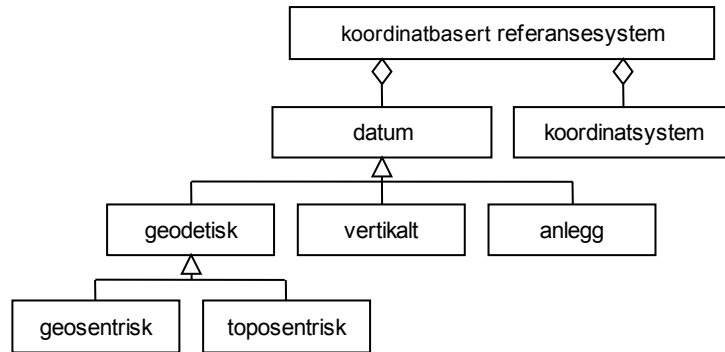 koordinatbasert referansesystem
datum
koordinatsystem
geodetisk
vertikalt
anlegg
geosentrisk
toposentrisk